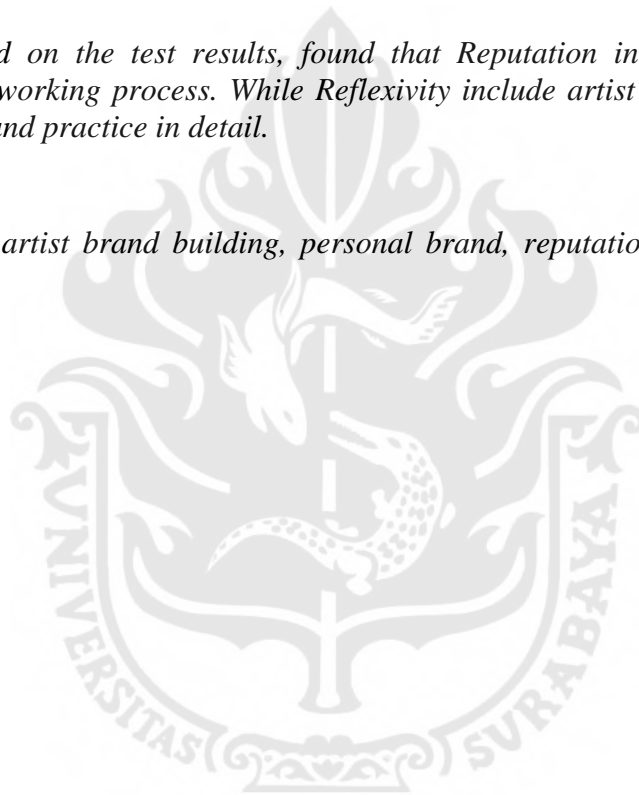 d on the test results, found that Reputation in
working process. While Reflexivity include artist
and practice in detail.
artist brand building, personal brand, reputatio
UNIVERSITAS SURABAYA